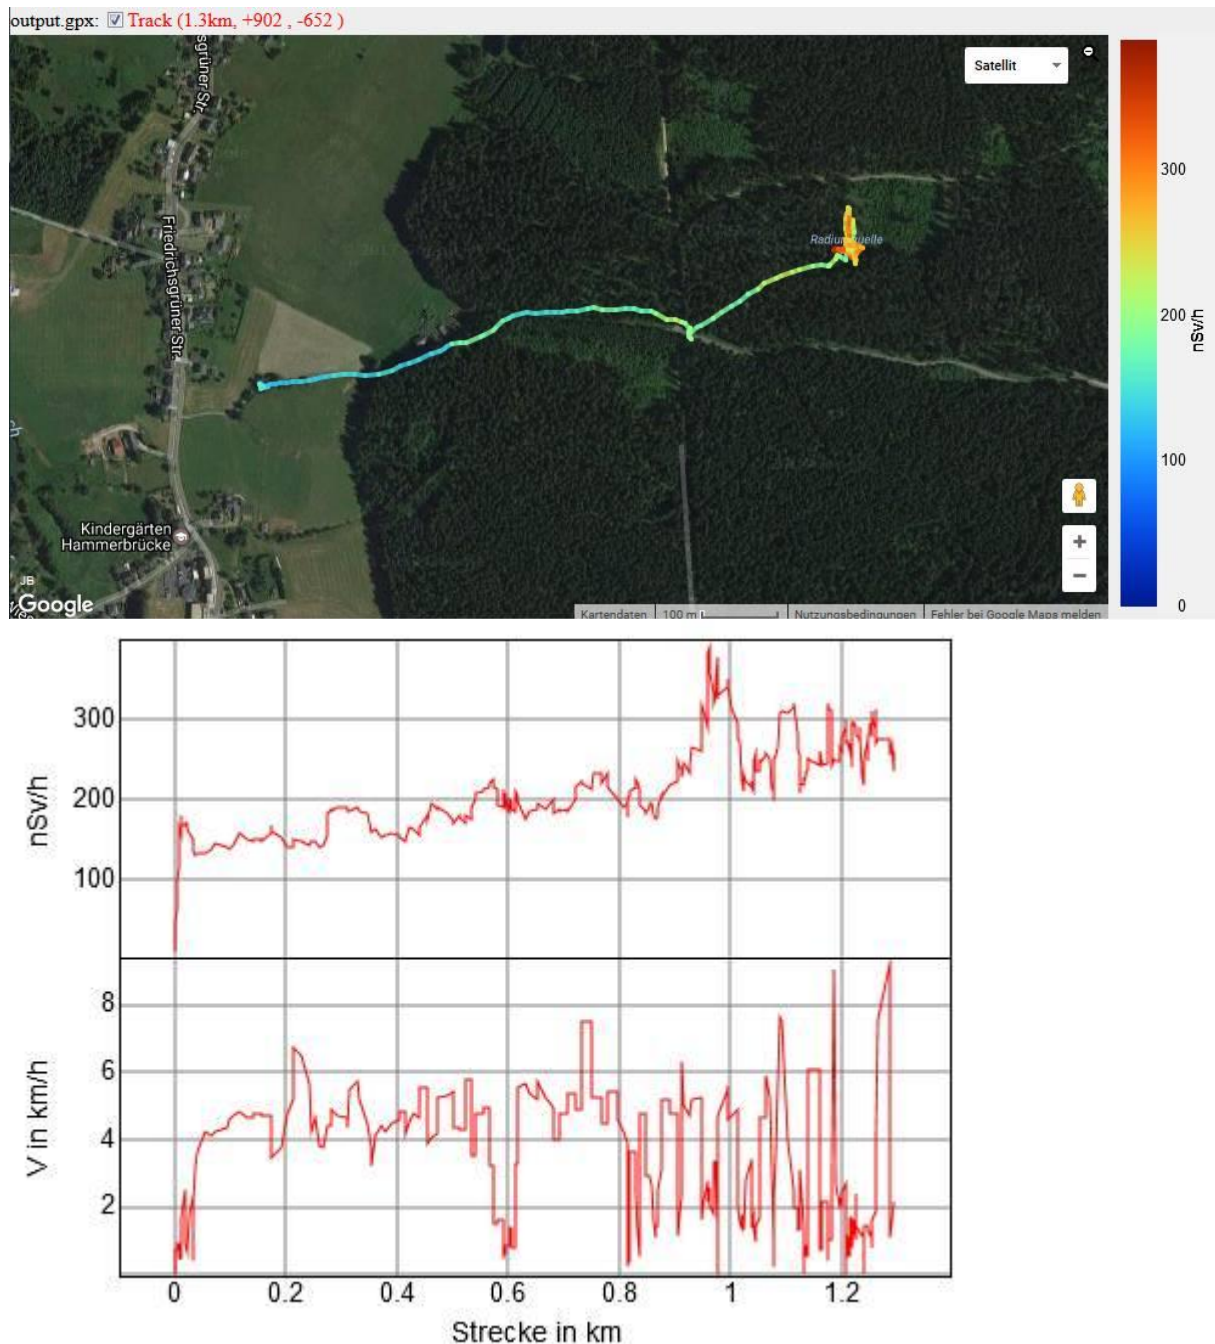 output.gpx: Track (1.3km, +902 , -652 )
sgrüner Str.
Satellit
Friedrichsgrüner Str.
Kindergärten
Hammerbrücke
JB
Google
Kartendaten 100 m Nutzungsbedingungen Fehler bei Google Maps melden
300
200
100
0
nSv/h
300
200
100
nSv/h
8
6
4
2
V in km/h
0 0.2 0.4 0.6 0.8 1 1.2
Strecke in km